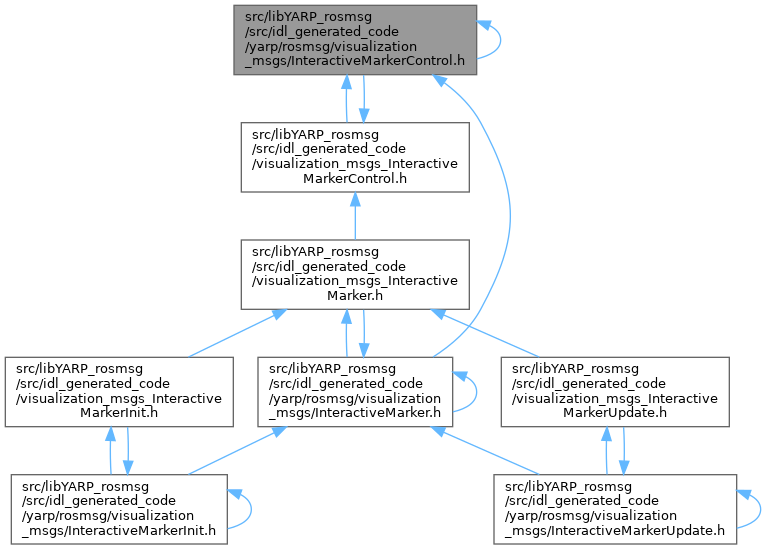 src/libYARP_rosmsg
/src/idl_generated_code
/yarp/rosmsg/visualization
_msgs/InteractiveMarkerControl.h
src/libYARP_rosmsg
/src/idl_generated_code
/visualization_msgs_Interactive
MarkerControl.h
src/libYARP_rosmsg
/src/idl_generated_code
/visualization_msgs_Interactive
Marker.h
src/libYARP_rosmsg
/src/idl_generated_code
/visualization_msgs_Interactive
MarkerInit.h
src/libYARP_rosmsg
/src/idl_generated_code
/yarp/rosmsg/visualization
_msgs/InteractiveMarker.h
src/libYARP_rosmsg
/src/idl_generated_code
/visualization_msgs_Interactive
MarkerUpdate.h
src/libYARP_rosmsg
/src/idl_generated_code
/yarp/rosmsg/visualization
_msgs/InteractiveMarkerInit.h
src/libYARP_rosmsg
/src/idl_generated_code
/yarp/rosmsg/visualization
_msgs/InteractiveMarkerUpdate.h